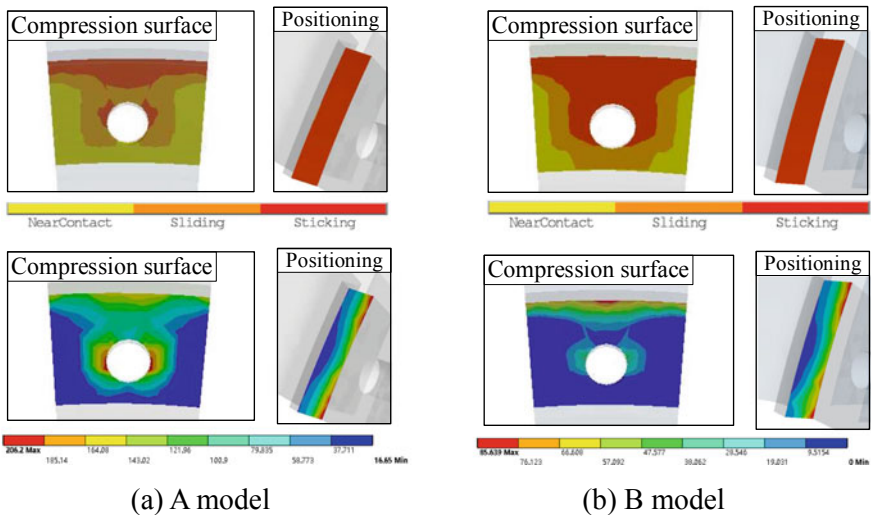 Compression surface
Positioning
Compression surface
Positioning
NearContact Sliding Sticking
NearContact Sliding Sticking
Compression surface
Positioning
Compression surface
Positioning
206.2 Max 164.08 121.96 79.835 37.711
185.14 143.02 100.9 58.773 16.65 Min
85.639 Max 66.608 47.577 28.546 9.5154
76.123 57.092 38.062 19.031 0 Min
(a) A model
(b) B model